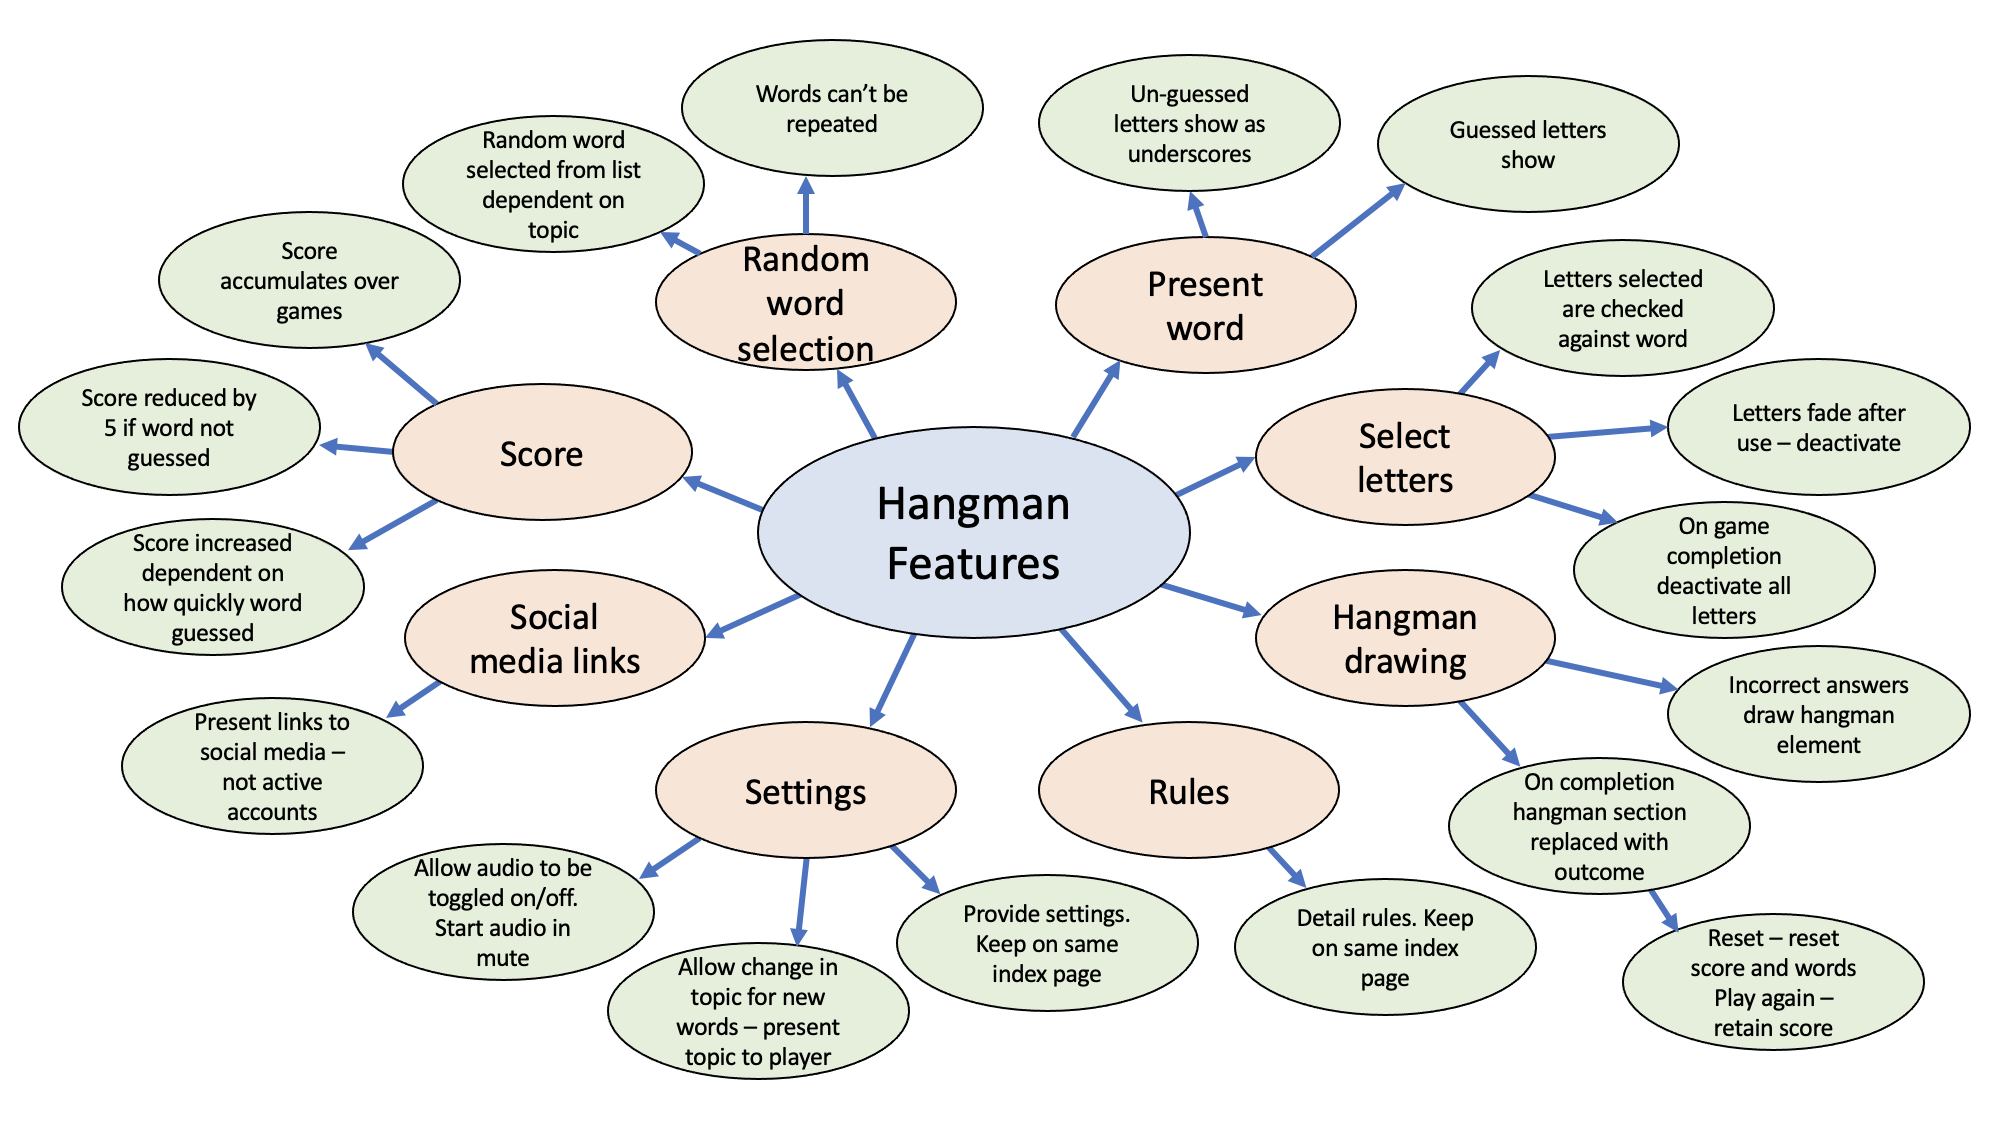 Hangman
Features
Random
word
selection
Random word
selected from list
dependent on
topic
Words can’t be
repeated
Present
word
Un-guessed
letters show as
underscores
Guessed letters
show
Select
letters
Letters selected
are checked
against word
Letters fade after
use – deactivate
On game
completion
deactivate all
letters
Hangman
drawing
Incorrect answers
draw hangman
element
On completion
hangman section
replaced with
outcome
Reset – reset
score and words
Play again –
retain score
Rules
Detail rules. Keep
on same index
page
Settings
Provide settings.
Keep on same
index page
Allow change in
topic for new
words – present
topic to player
Allow audio to be
toggled on/off.
Start audio in
mute
Social
media links
Present links to
social media –
not active
accounts
Score
Score increased
dependent on
how quickly word
guessed
Score reduced by
5 if word not
guessed
Score
accumulates over
games